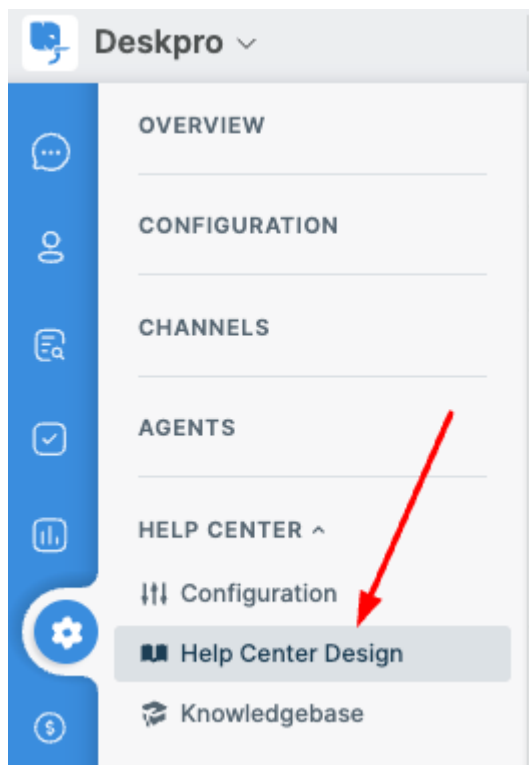 Deskpro
OVERVIEW
CONFIGURATION
CHANNELS
AGENTS
HELP CENTER
Configuration
Help Center Design
Knowledgebase